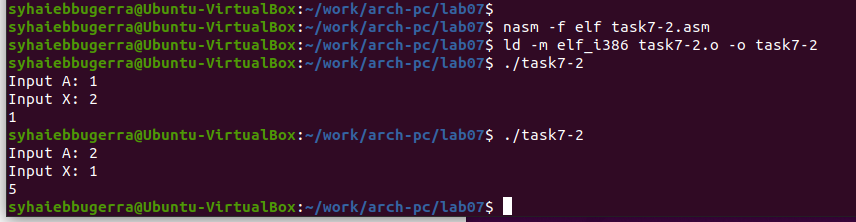 syhaiebbugerra@Ubuntu-VirtualBox:~/work/arch-pc/lab07$
syhaiebbugerra@Ubuntu-VirtualBox:~/work/arch-pc/lab07$ nasm -f elf task7-2.asm
syhaiebbugerra@Ubuntu-VirtualBox:~/work/arch-pc/lab07$ ld -m elf_i386 task7-2.o -o task7-2
syhaiebbugerra@Ubuntu-VirtualBox:~/work/arch-pc/lab07$ ./task7-2
Input A: 1
Input X: 2
1
syhaiebbugerra@Ubuntu-VirtualBox:~/work/arch-pc/lab07$ ./task7-2
Input A: 2
Input X: 1
5
syhaiebbugerra@Ubuntu-VirtualBox:~/work/arch-pc/lab07$